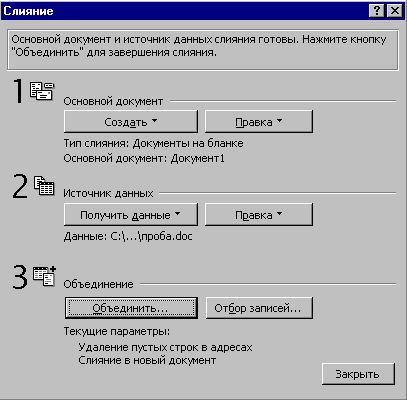 Слияние
Основной документ и источник данных слияния готовы. Нажмите кнопку
"Объединить" для завершения слияния.
1 Основной документ
Создать Правка
Тип слияния: Документы на бланке
Основной документ: Документ1
2 Источник данных
Получить данные Правка
Данные: C:\...\проба.doc
3 Объединение
Объединить... Отбор записей...
Текущие параметры:
Удаление пустых строк в адресах
Слияние в новый документ
Закрыть